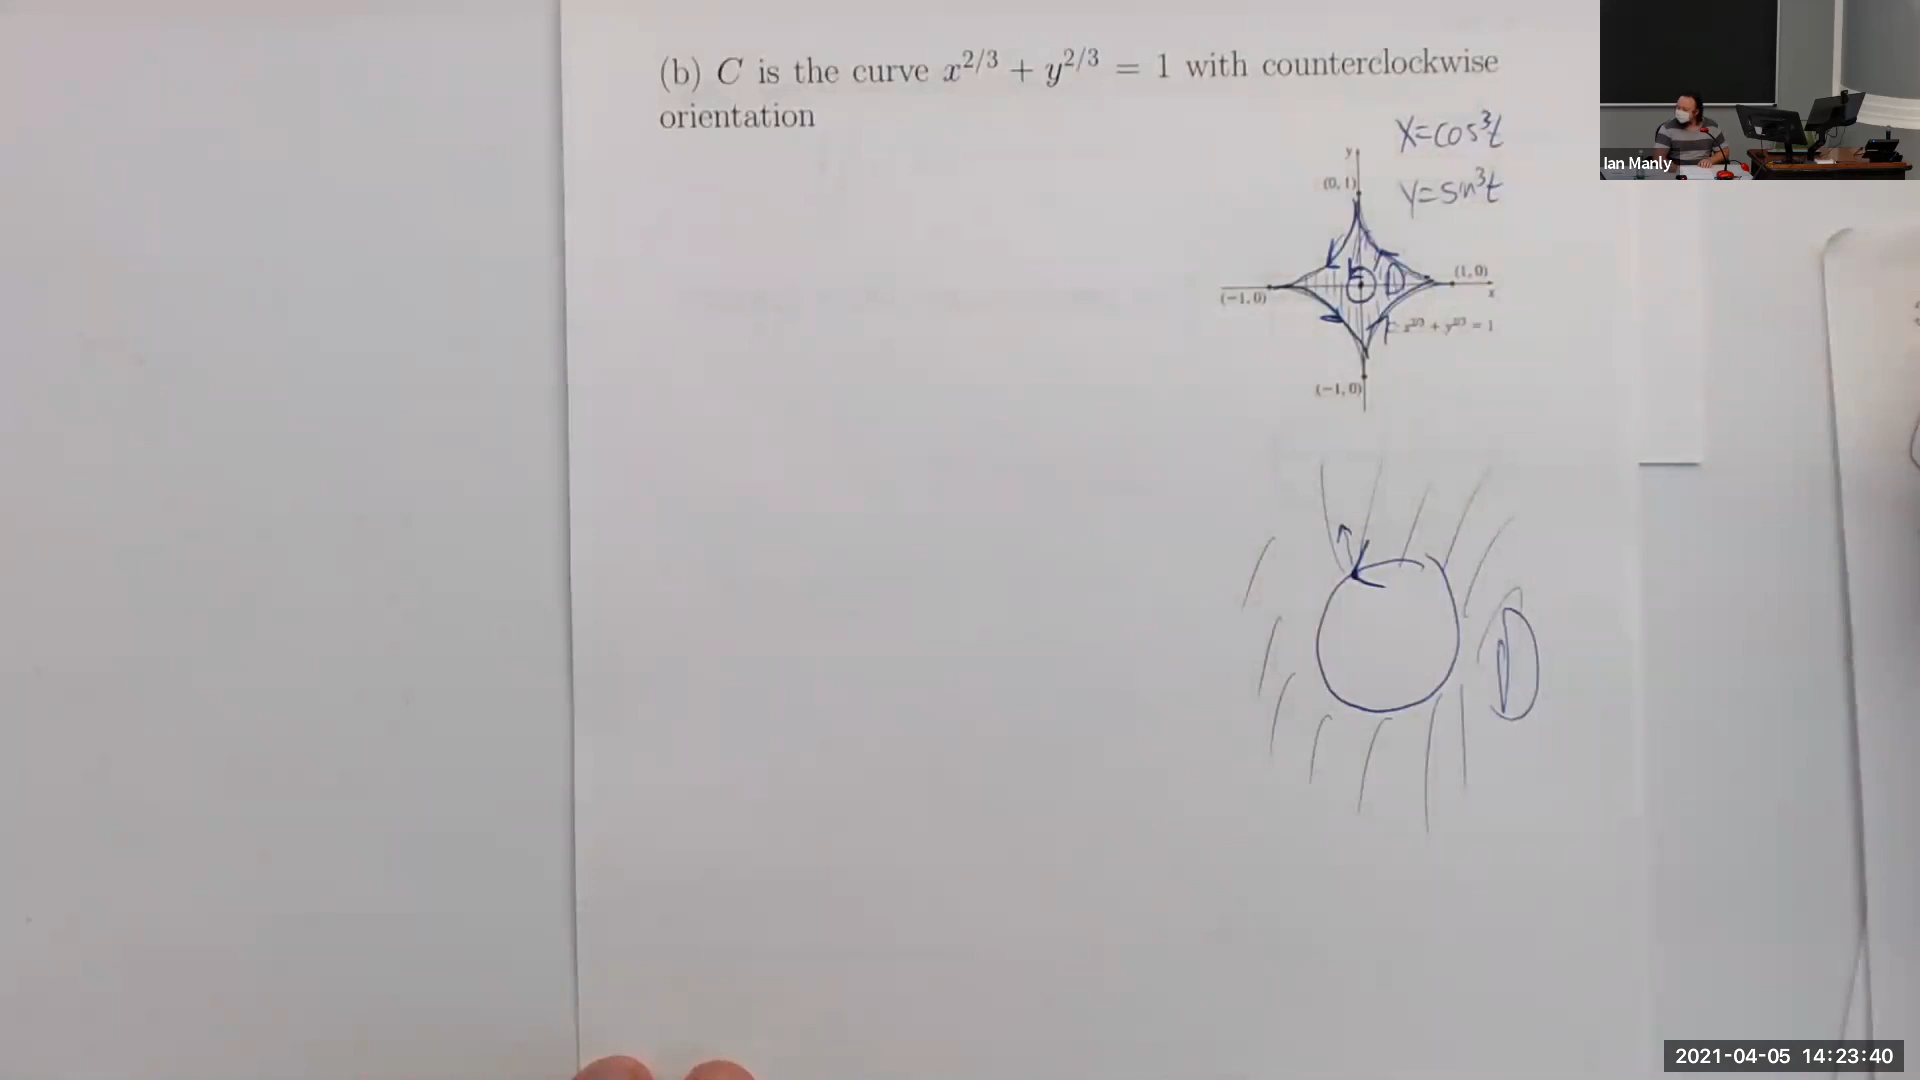 (b) C is the curve x^{2/3} + y^{2/3} = 1 with counterclockwise
orientation
X=cos³t
Y=sin³t
y
(0, 1)
(1, 0)
x
(−1, 0)
D
x^{2/3} + y^{2/3} = 1
(−1, 0)
D
Ian Manly
2021-04-05 14:23:40